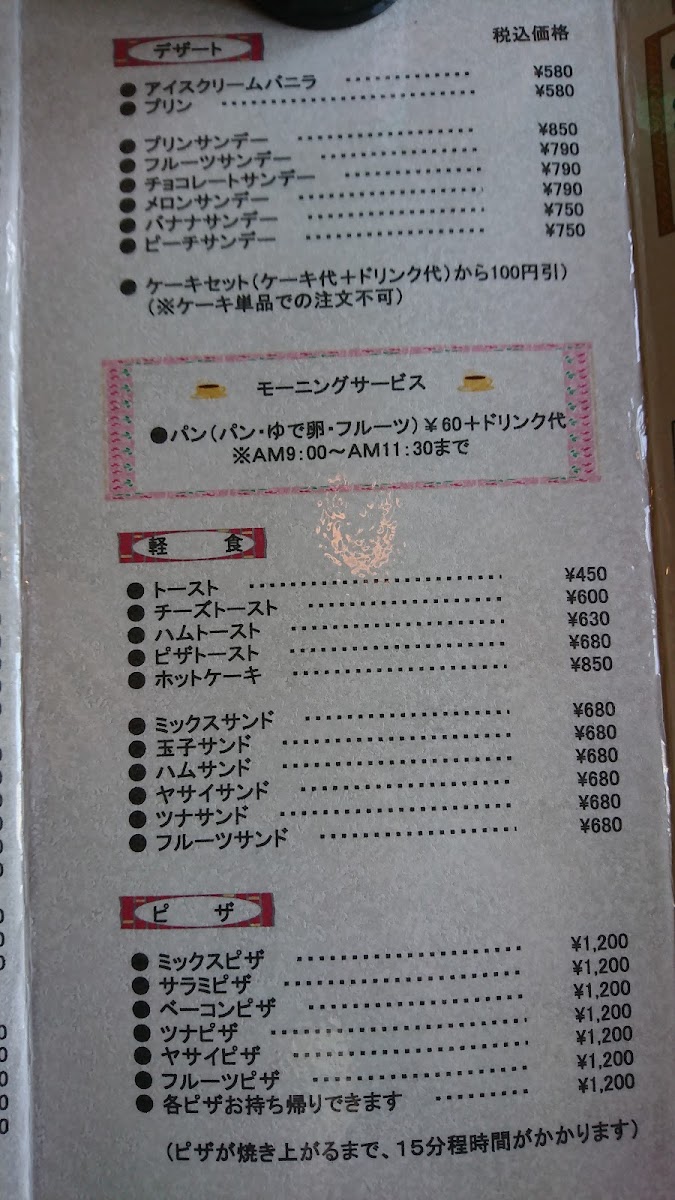 税込価格
デザート
●アイスクリームバニラ ………… ¥580
●プリン ………… ¥580
●プリンサンデー ………… ¥850
●フルーツサンデー ………… ¥790
●チョコレートサンデー ………… ¥790
●メロンサンデー ………… ¥790
●バナナサンデー ………… ¥750
●ピーチサンデー ………… ¥750
●ケーキセット(ケーキ代+ドリンク代)から100円引)
(※ケーキ単品での注文不可)
モーニングサービス
●パン(パン・ゆで卵・フルーツ)¥60+ドリンク代
※AM9:00~AM11:30まで
軽 食
●トースト ………… ¥450
●チーズトースト ………… ¥600
●ハムトースト ………… ¥630
●ピザトースト ………… ¥680
●ホットケーキ ………… ¥850
●ミックスサンド ………… ¥680
●玉子サンド ………… ¥680
●ハムサンド ………… ¥680
●ヤサイサンド ………… ¥680
●ツナサンド ………… ¥680
●フルーツサンド ………… ¥680
ピ ザ
●ミックスピザ ………… ¥1,200
●サラミピザ ………… ¥1,200
●ベーコンピザ ………… ¥1,200
●ツナピザ ………… ¥1,200
●ヤサイピザ ………… ¥1,200
●フルーツピザ ………… ¥1,200
●各ピザお持ち帰りできます ………… ¥1,200
(ピザが焼き上がるまで、15分程時間がかかります)